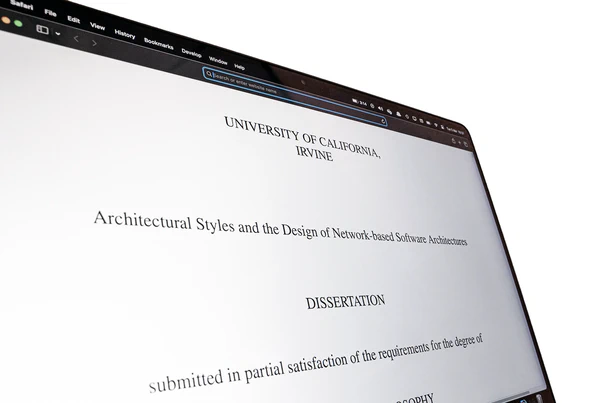 Safari File Edit View History Bookmarks Develop Window Help
Search or enter website name
UNIVERSITY OF CALIFORNIA,
IRVINE
Architectural Styles and the Design of Network-based Software Architectures
DISSERTATION
submitted in partial satisfaction of the requirements for the degree of